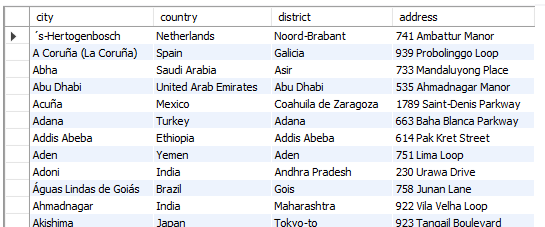 city country district address
´s-Hertogenbosch Netherlands Noord-Brabant 741 Ambattur Manor
A Coruña (La Coruña) Spain Galicia 939 Probolinggo Loop
Abha Saudi Arabia Asir 733 Mandaluyong Place
Abu Dhabi United Arab Emirates Abu Dhabi 535 Ahmadnagar Manor
Acuña Mexico Coahuila de Zaragoza 1789 Saint-Denis Parkway
Adana Turkey Adana 663 Baha Blanca Parkway
Addis Abeba Ethiopia Addis Abeba 614 Pak Kret Street
Aden Yemen Aden 751 Lima Loop
Adoni India Andhra Pradesh 230 Urawa Drive
Águas Lindas de Goiás Brazil Gois 758 Junan Lane
Ahmadnagar India Maharashtra 922 Vila Velha Loop
Akishima Japan Tokyo-to 923 Tangail Boulevard